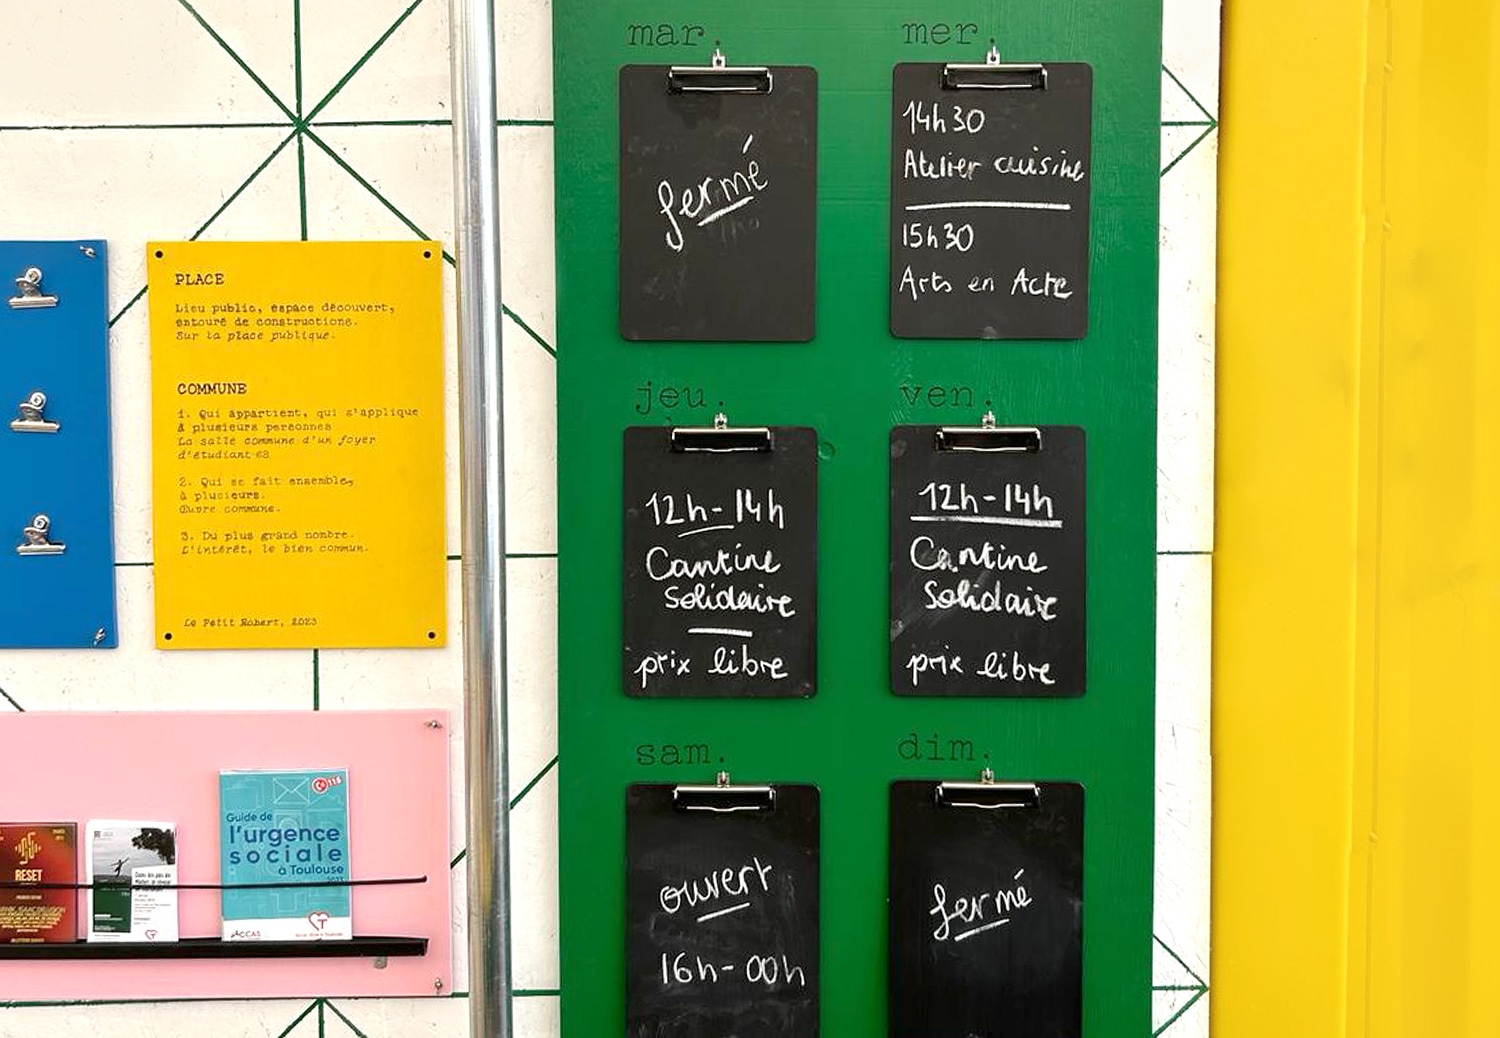 PLACE
Lieu public, espace découvert,
entouré de constructions.
Sur la place publique.
COMMUNE
1. Qui appartient, qui s'applique
à plusieurs personnes
La salle commune d'un foyer
d'étudiant·es
2. Qui se fait ensemble,
à plusieurs.
Œuvre commune.
3. Du plus grand nombre.
L'intérêt, le bien commun.
Le Petit Robert, 2023
RESET
115
Guide de
l'urgence
sociale
à Toulouse
CCAS
mar.
fermé
mer.
14h30
Atelier cuisine
15h30
Arts en Acte
jeu.
12h-14h
Cantine
Solidaire
prix libre
ven.
12h-14h
Cantine
Solidaire
prix libre
sam.
ouvert
16h-00h
dim.
fermé